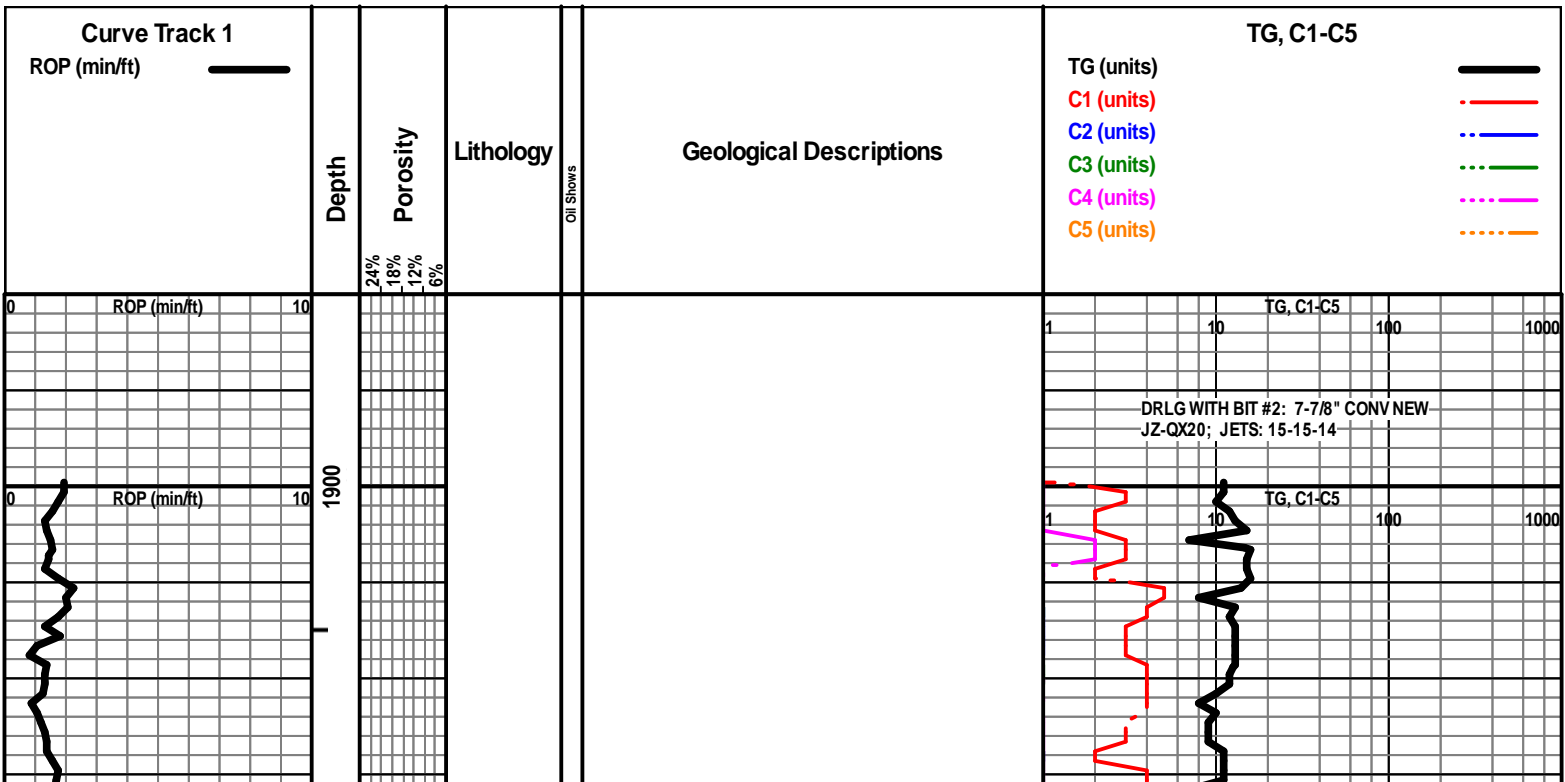 Curve Track 1
ROP (min/ft)
Depth
Porosity
24%
18%
12%
6%
Lithology
Oil Shows
Geological Descriptions
TG, C1-C5
TG (units)
C1 (units)
C2 (units)
C3 (units)
C4 (units)
C5 (units)
0 ROP (min/ft) 10
TG, C1-C5
1 10 100 1000
DRLG WITH BIT #2: 7-7/8" CONV NEW
JZ-QX20; JETS: 15-15-14
1900
0 ROP (min/ft) 10
TG, C1-C5
1 10 100 1000